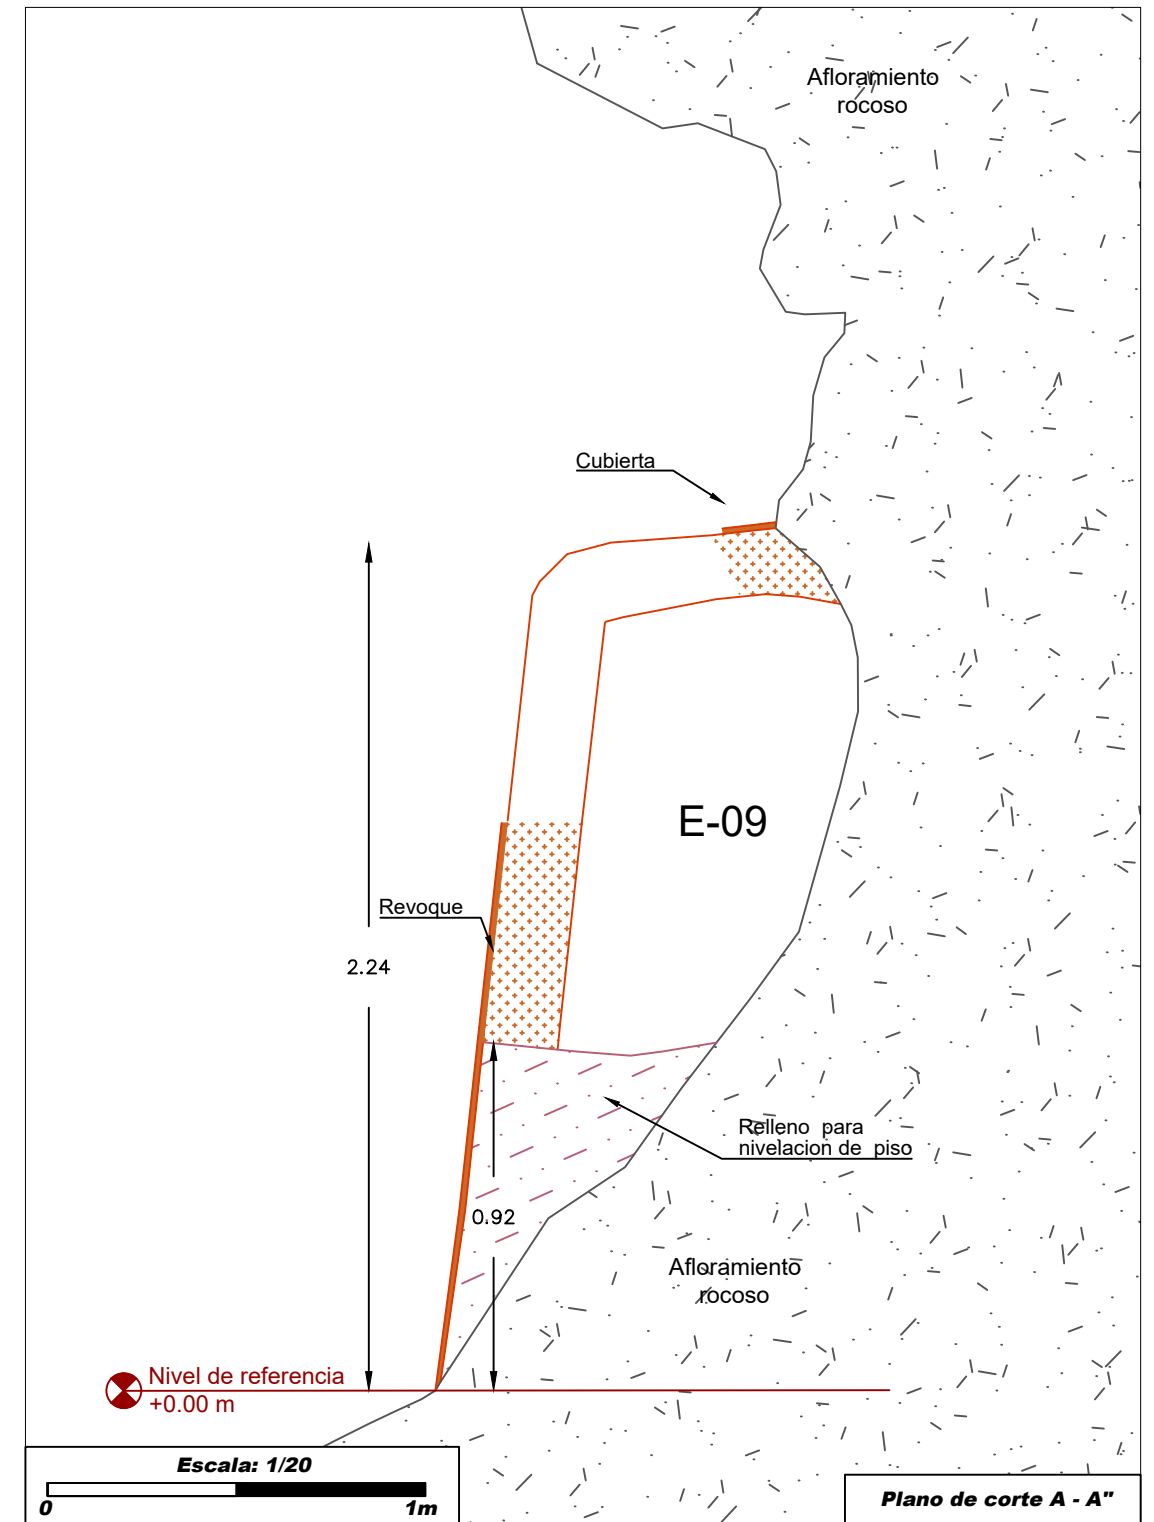 Afloramiento
rocoso
Cubierta
E-09
Revoque
2.24
Relleno para
nivelacion de piso
0.92
Afloramiento
rocoso
Nivel de referencia
+0.00 m
Escala: 1/20
0 1m
Plano de corte A - A"